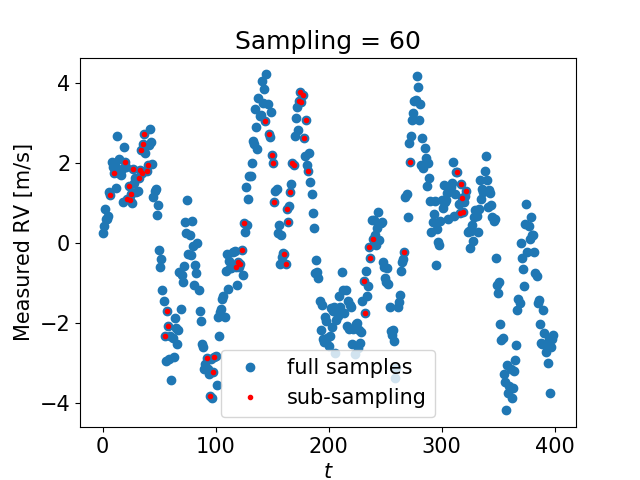 Sampling = 60
Measured RV [m/s]
4
2
0
−2
−4
full samples
sub-sampling
0 100 200 300 400
t